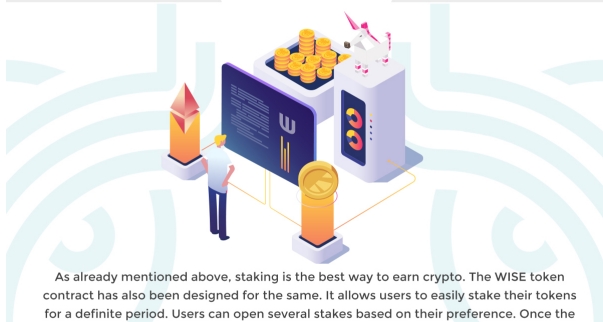 As already mentioned above, staking is the best way to earn crypto. The WISE token
contract has also been designed for the same. It allows users to easily stake their tokens
for a definite period. Users can open several stakes based on their preference. Once the